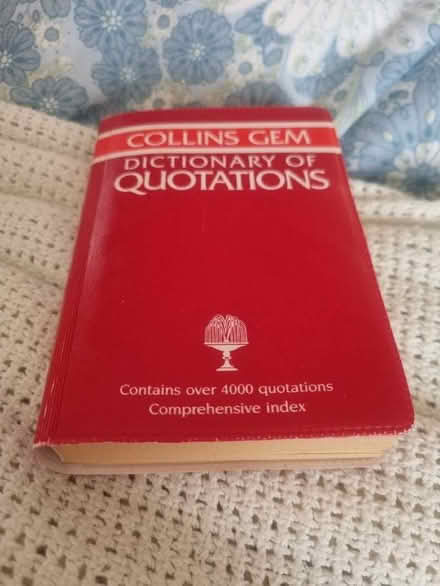 COLLINS GEM
DICTIONARY OF
QUOTATIONS
Contains over 4000 quotations
Comprehensive index